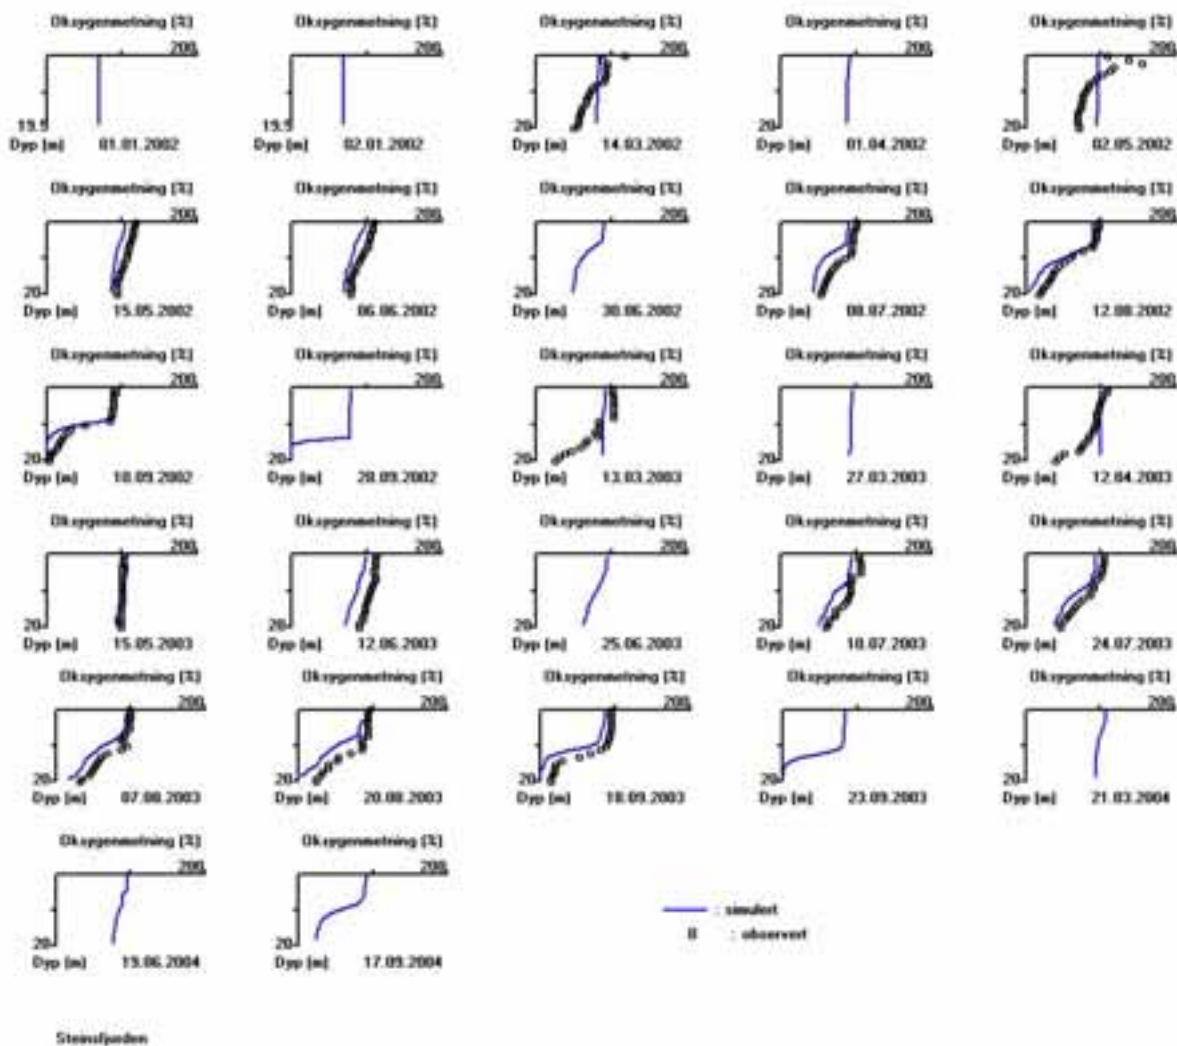 Oksygenmetning [%] Oksygenmetning [%] Oksygenmetning [%] Oksygenmetning [%] Oksygenmetning [%]
200 200 200 200 200
19.5 19.5 20 20 20
Dyp [m] 01.01.2002 Dyp [m] 02.01.2002 Dyp [m] 14.03.2002 Dyp [m] 01.04.2002 Dyp [m] 02.05.2002
Oksygenmetning [%] Oksygenmetning [%] Oksygenmetning [%] Oksygenmetning [%] Oksygenmetning [%]
200 200 200 200 200
20 20 20 20 20
Dyp [m] 15.05.2002 Dyp [m] 06.06.2002 Dyp [m] 30.06.2002 Dyp [m] 08.07.2002 Dyp [m] 12.08.2002
Oksygenmetning [%] Oksygenmetning [%] Oksygenmetning [%] Oksygenmetning [%] Oksygenmetning [%]
200 200 200 200 200
20 20 20 20 20
Dyp [m] 10.09.2002 Dyp [m] 28.09.2002 Dyp [m] 13.03.2003 Dyp [m] 27.03.2003 Dyp [m] 12.04.2003
Oksygenmetning [%] Oksygenmetning [%] Oksygenmetning [%] Oksygenmetning [%] Oksygenmetning [%]
200 200 200 200 200
20 20 20 20 20
Dyp [m] 15.05.2003 Dyp [m] 12.06.2003 Dyp [m] 25.06.2003 Dyp [m] 10.07.2003 Dyp [m] 24.07.2003
Oksygenmetning [%] Oksygenmetning [%] Oksygenmetning [%] Oksygenmetning [%] Oksygenmetning [%]
200 200 200 200 200
20 20 20 20 20
Dyp [m] 07.08.2003 Dyp [m] 20.08.2003 Dyp [m] 18.09.2003 Dyp [m] 23.09.2003 Dyp [m] 21.03.2004
Oksygenmetning [%] Oksygenmetning [%]
200 200
20 20
Dyp [m] 19.06.2004 Dyp [m] 17.09.2004
: simulert
: observert
Steinsfjorden